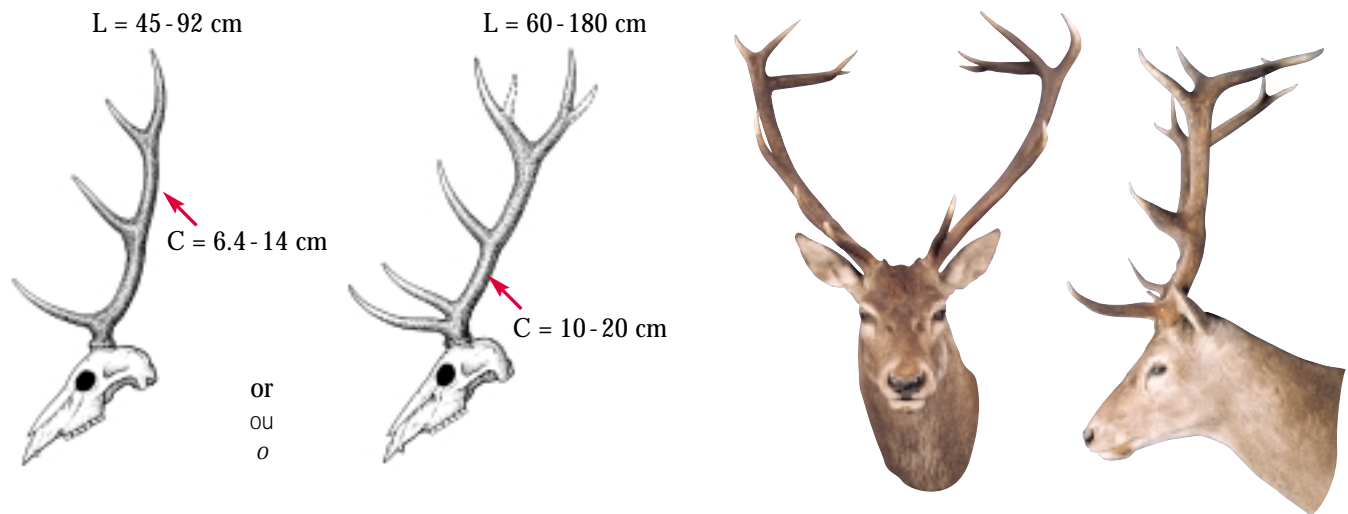 L = 45-92 cm
L = 60-180 cm
C = 6.4-14 cm
C = 10-20 cm
or
ou
o